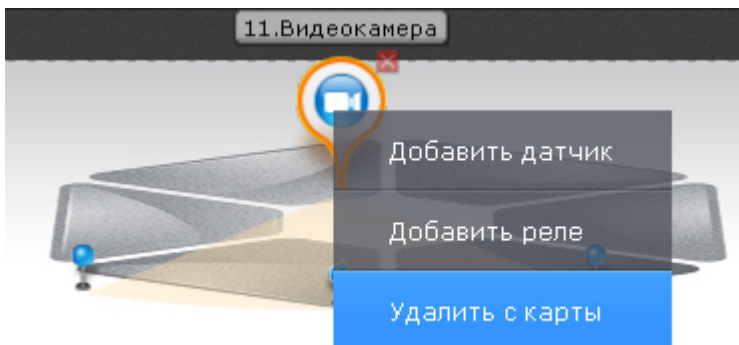 11.Видеокамера
Добавить датчик
Добавить реле
Удалить с карты